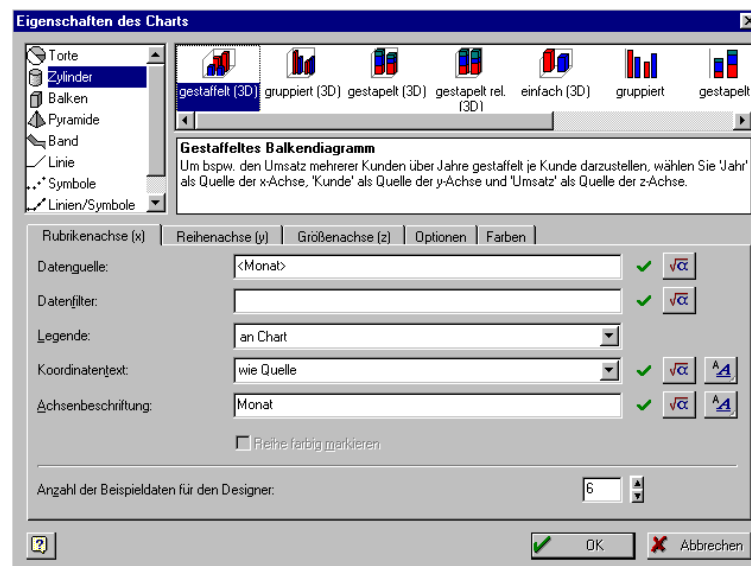 Eigenschaften des Charts
Torte
Zylinder
Balken
Pyramide
Band
Linie
Symbole
Linien/Symbole
gestaffelt (3D) gruppiert (3D) gestapelt (3D) gestapelt rel. (3D) einfach (3D) gruppiert gestapelt
Gestaffeltes Balkendiagramm
Um bspw. den Umsatz mehrerer Kunden über Jahre gestaffelt je Kunde darzustellen, wählen Sie 'Jahr'
als Quelle der x-Achse, 'Kunde' als Quelle der y-Achse und 'Umsatz' als Quelle der z-Achse.
Rubrikenachse (x) Reihenachse (y) Größenachse (z) Optionen Farben
Datenquelle: <Monat>
Datenfilter:
Legende: an Chart
Koordinatentext: wie Quelle
Achsenbeschriftung: Monat
Reihe farbig markieren
Anzahl der Beispieldaten für den Designer: 6
OK Abbrechen